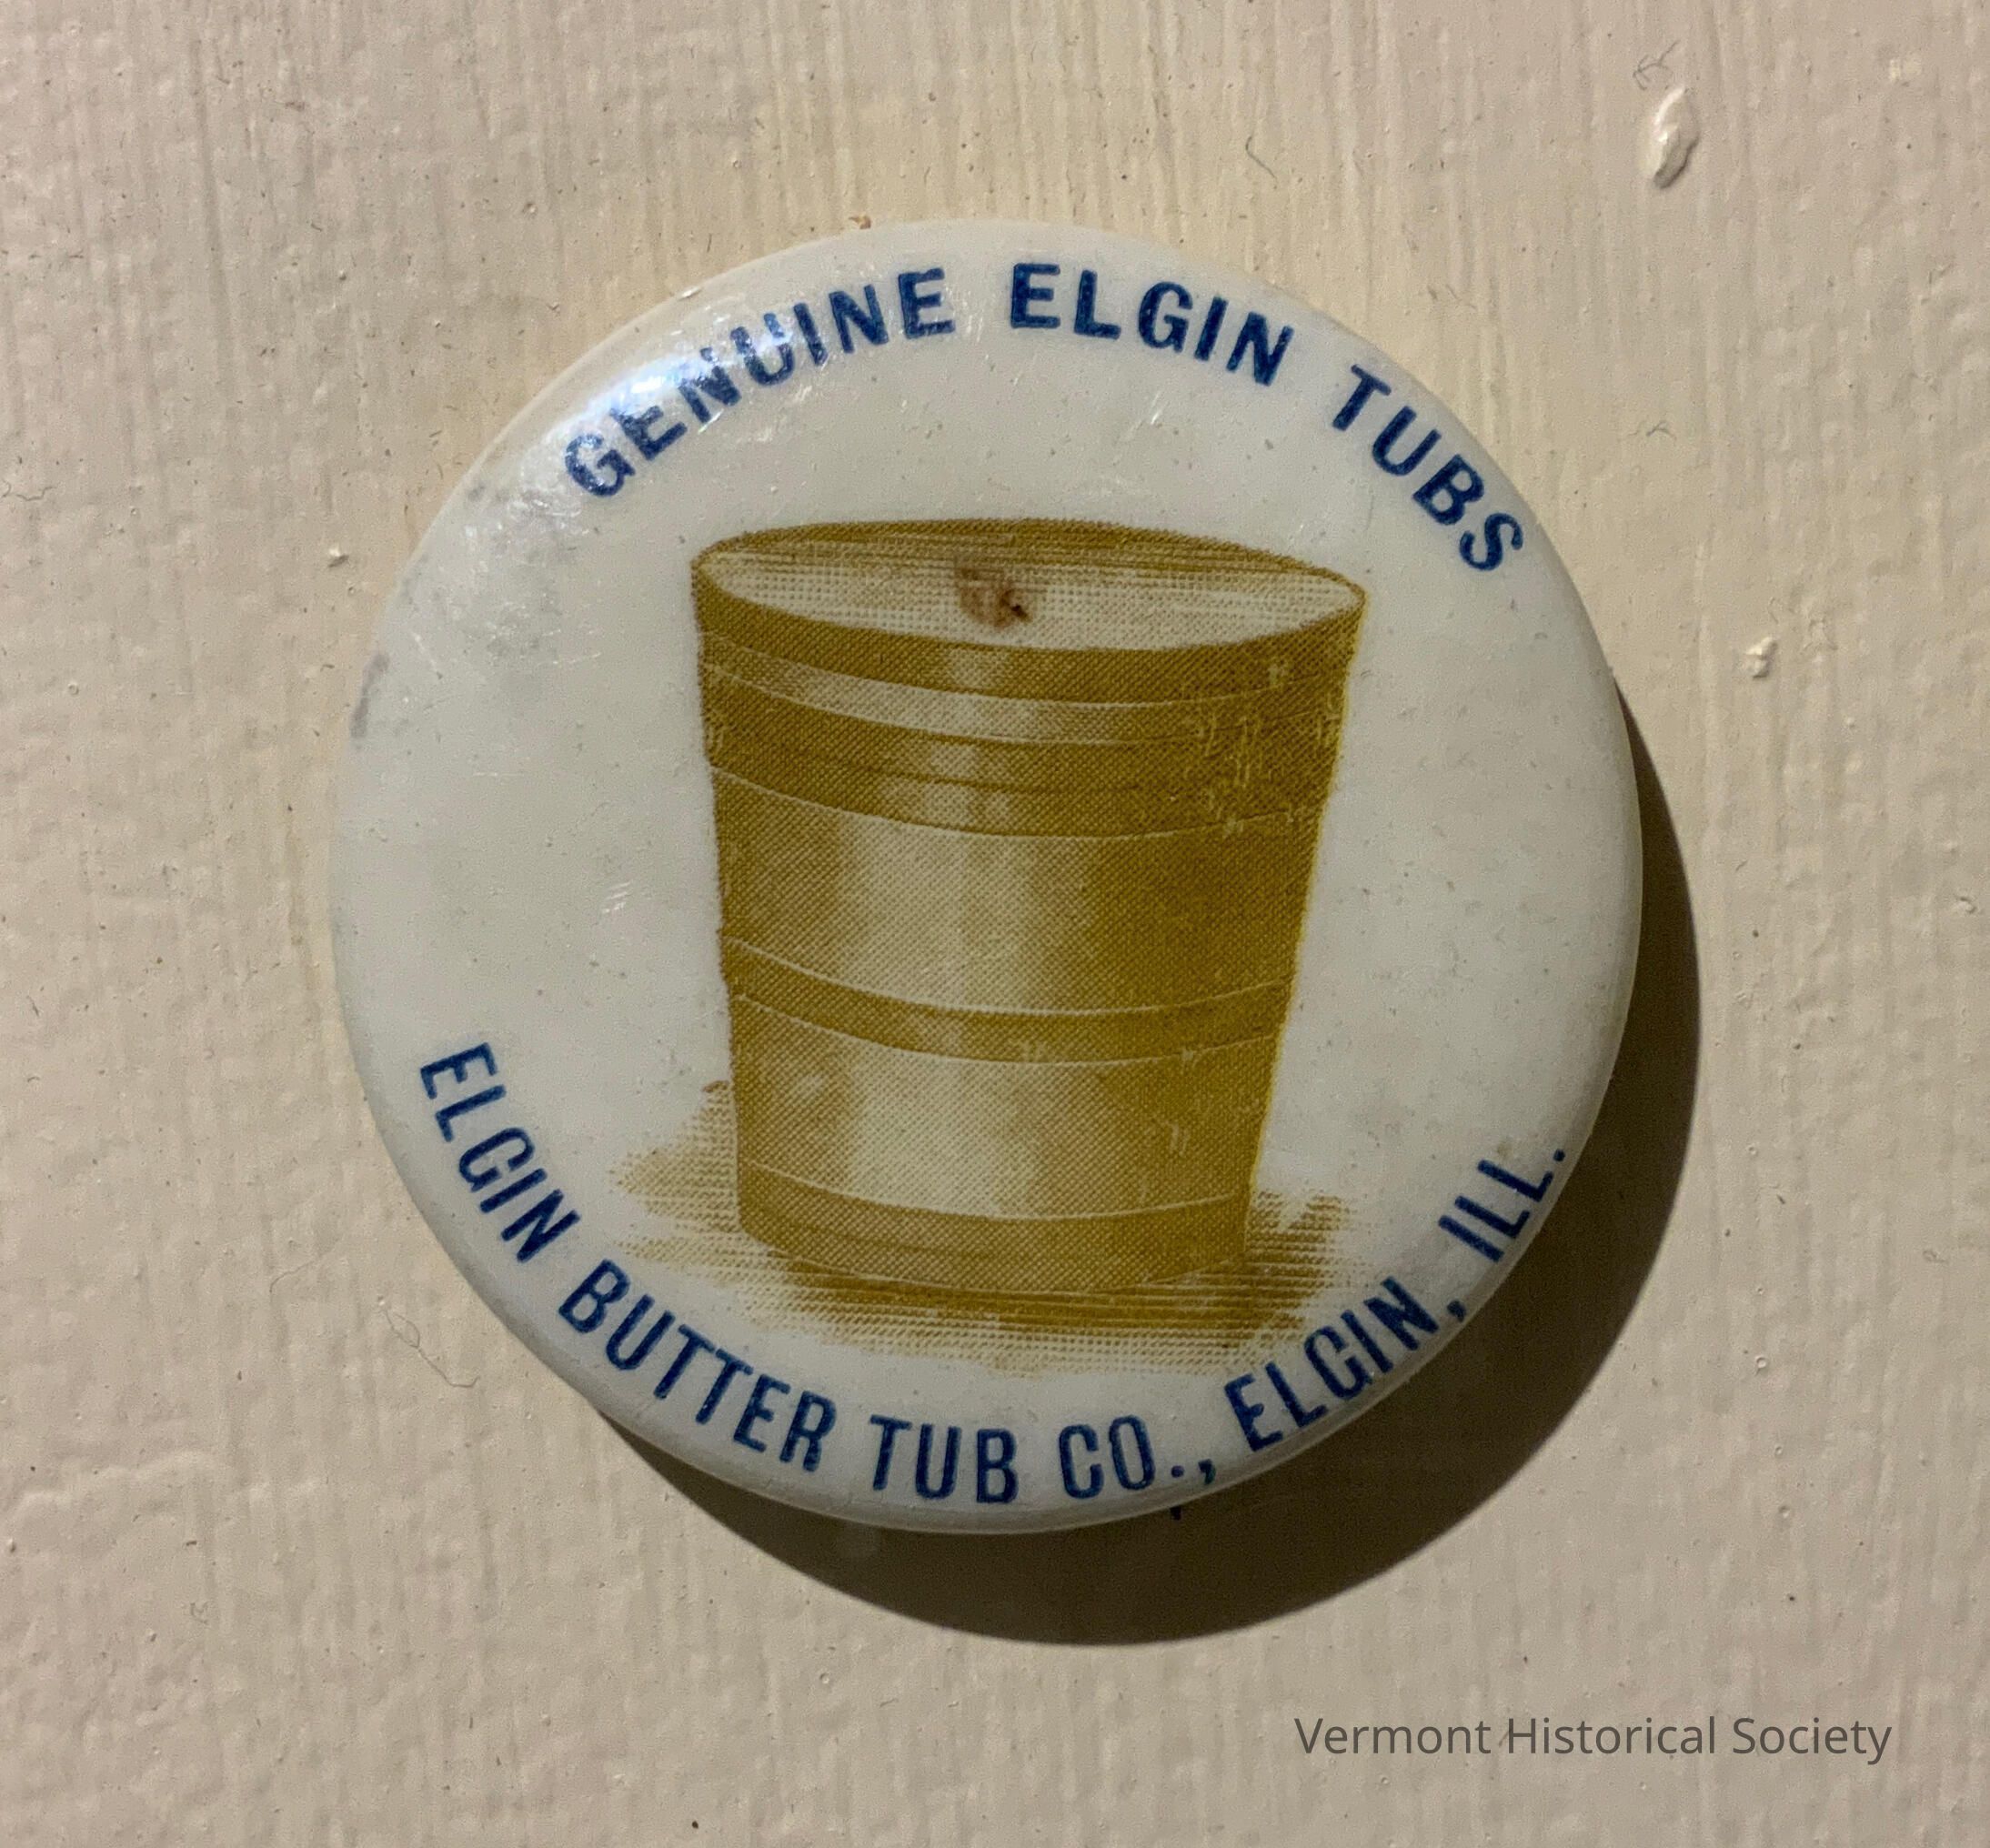 GENUINE ELGIN TUBS
ELGIN BUTTER TUB CO., ELGIN, ILL.
Vermont Historical Society